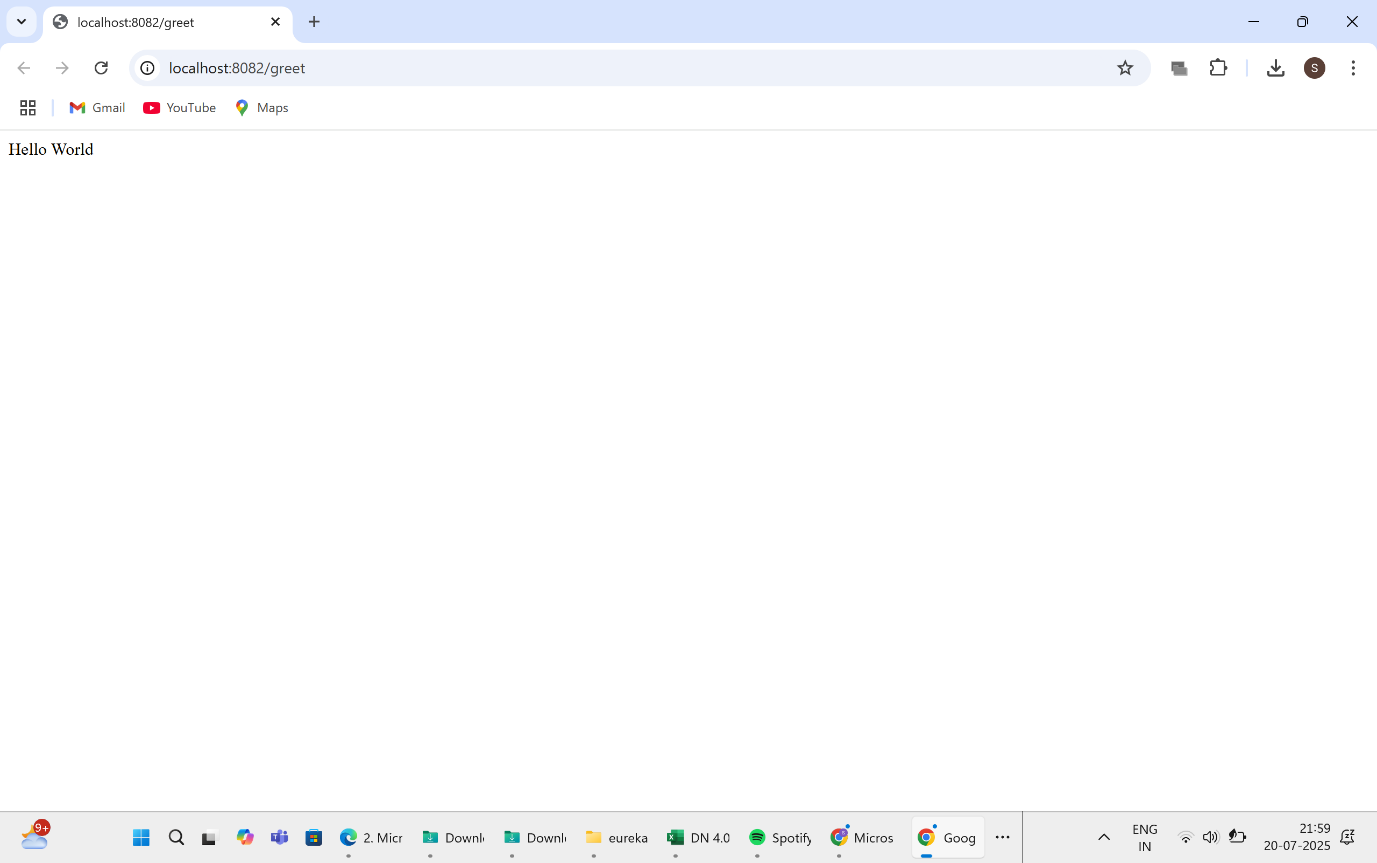 localhost:8082/greet
localhost:8082/greet
S
Gmail
YouTube
Maps
Hello World
9+
2. Micr
Downl
Downl
eureka
DN 4.0
Spotify
Micros
Goog
ENG
IN
21:59
20-07-2025